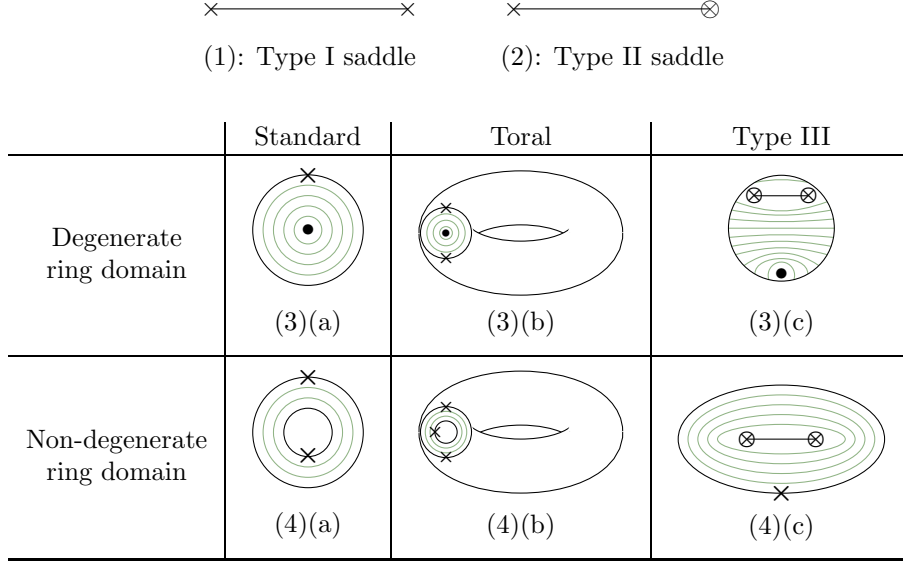 (1): Type I saddle
(2): Type II saddle
Standard
Toral
Type III
Degenerate
ring domain
(3)(a)
(3)(b)
(3)(c)
Non-degenerate
ring domain
(4)(a)
(4)(b)
(4)(c)